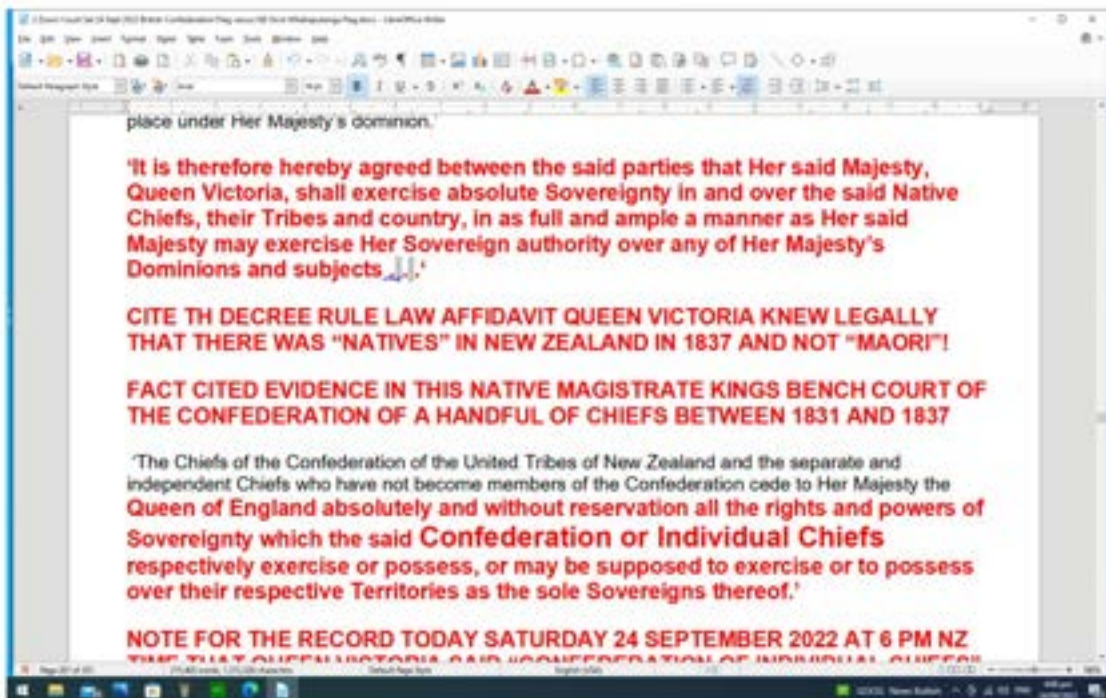 place under Her Majesty's dominion.'
'It is therefore hereby agreed between the said parties that Her said Majesty,
Queen Victoria, shall exercise absolute Sovereignty in and over the said Native
Chiefs, their Tribes and country, in as full and ample a manner as Her said
Majesty may exercise Her Sovereign authority over any of Her Majesty's
Dominions and subjects
CITE TH DECREE RULE LAW AFFIDAVIT QUEEN VICTORIA KNEW LEGALLY
THAT THERE WAS “NATIVES” IN NEW ZEALAND IN 1837 AND NOT “MAORI”!
FACT CITED EVIDENCE IN THIS NATIVE MAGISTRATE KINGS BENCH COURT OF
THE CONFEDERATION OF A HANDFUL OF CHIEFS BETWEEN 1831 AND 1837
'The Chiefs of the Confederation of the United Tribes of New Zealand and the separate and
independent Chiefs who have not become members of the Confederation cede to Her Majesty the
Queen of England absolutely and without reservation all the rights and powers of
Sovereignty which the said Confederation or Individual Chiefs
respectively exercise or possess, or may be supposed to exercise or to possess
over their respective Territories as the sole Sovereigns thereof.'
NOTE FOR THE RECORD TODAY SATURDAY 24 SEPTEMBER 2022 AT 6 PM NZ
TIME THAT QUEEN VICTORIA SAID “CONFEDERATION OF INDIVIDUAL CHIEFS”